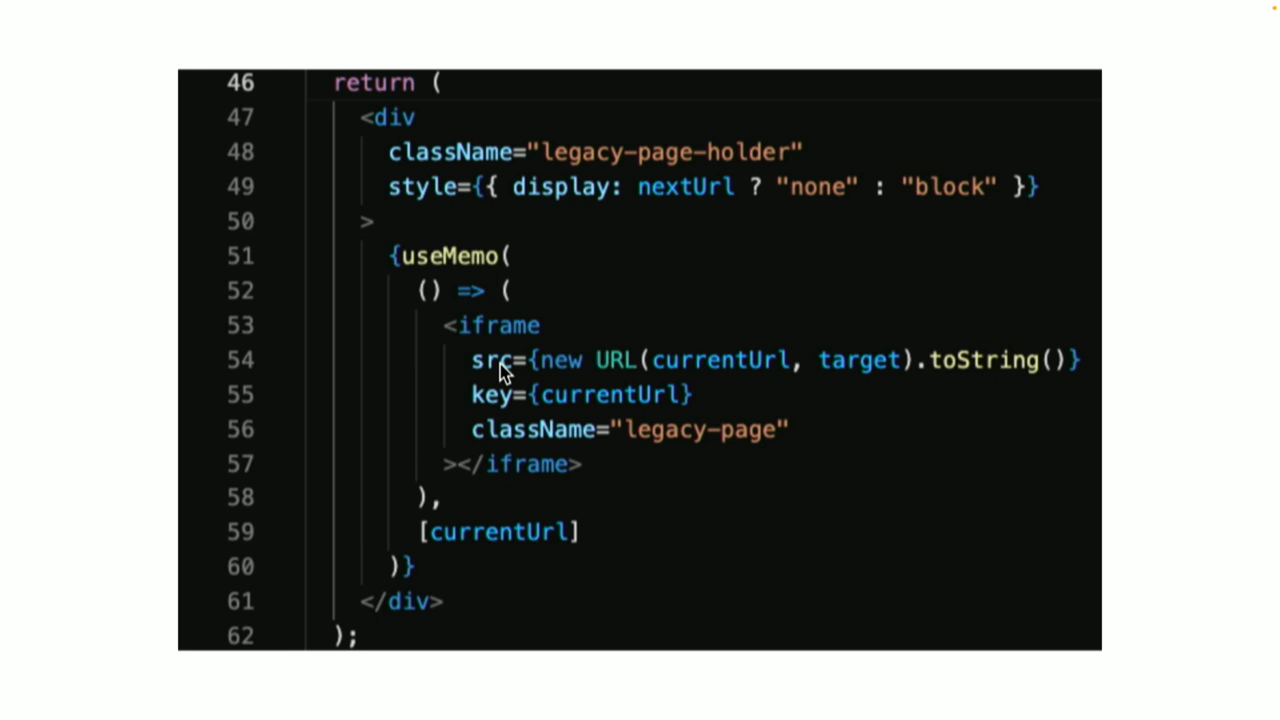 46 return (
47 <div
48 className="legacy-page-holder"
49 style={{ display: nextUrl ? "none" : "block" }}
50 >
51 {useMemo(
52 () => (
53 <iframe
54 src={new URL(currentUrl, target).toString()}
55 key={currentUrl}
56 className="legacy-page"
57 ></iframe>
58 ),
59 [currentUrl]
60 )}
61 </div>
62 );